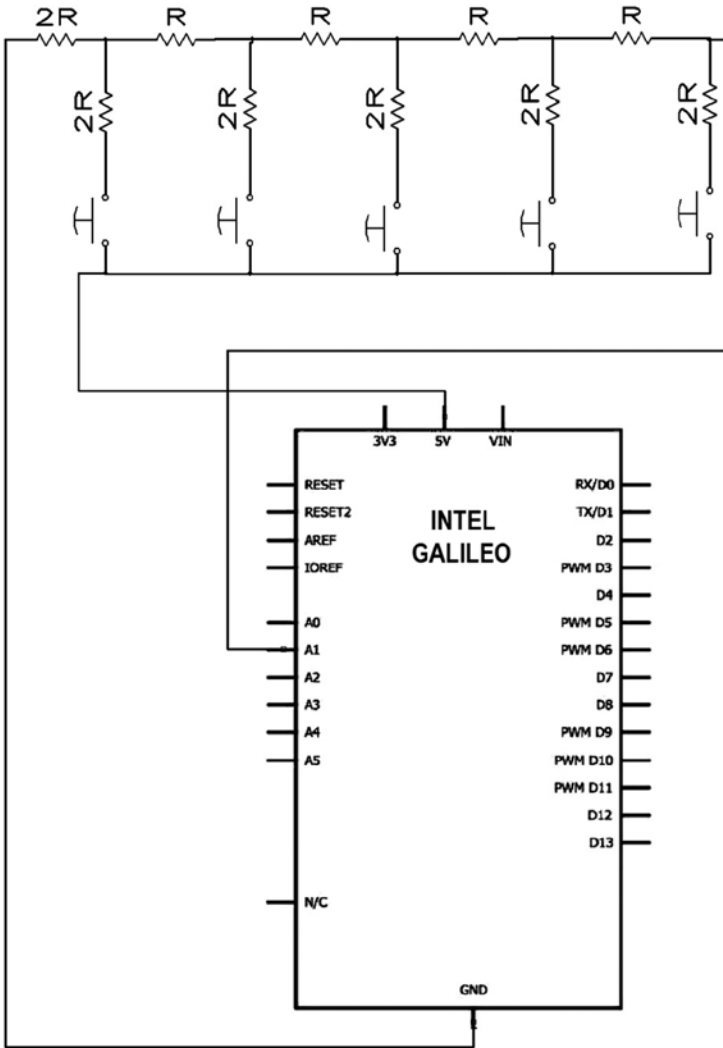 2R R R R R
2R 2R 2R 2R 2R
3V3 5V VIN
INTEL
GALILEO
RESET
RESET2
AREF
IOREF
A0
A1
A2
A3
A4
A5
N/C
RX/D0
TX/D1
D2
PWM D3
D4
PWM D5
PWM D6
D7
D8
PWM D9
PWM D10
PWM D11
D12
D13
GND